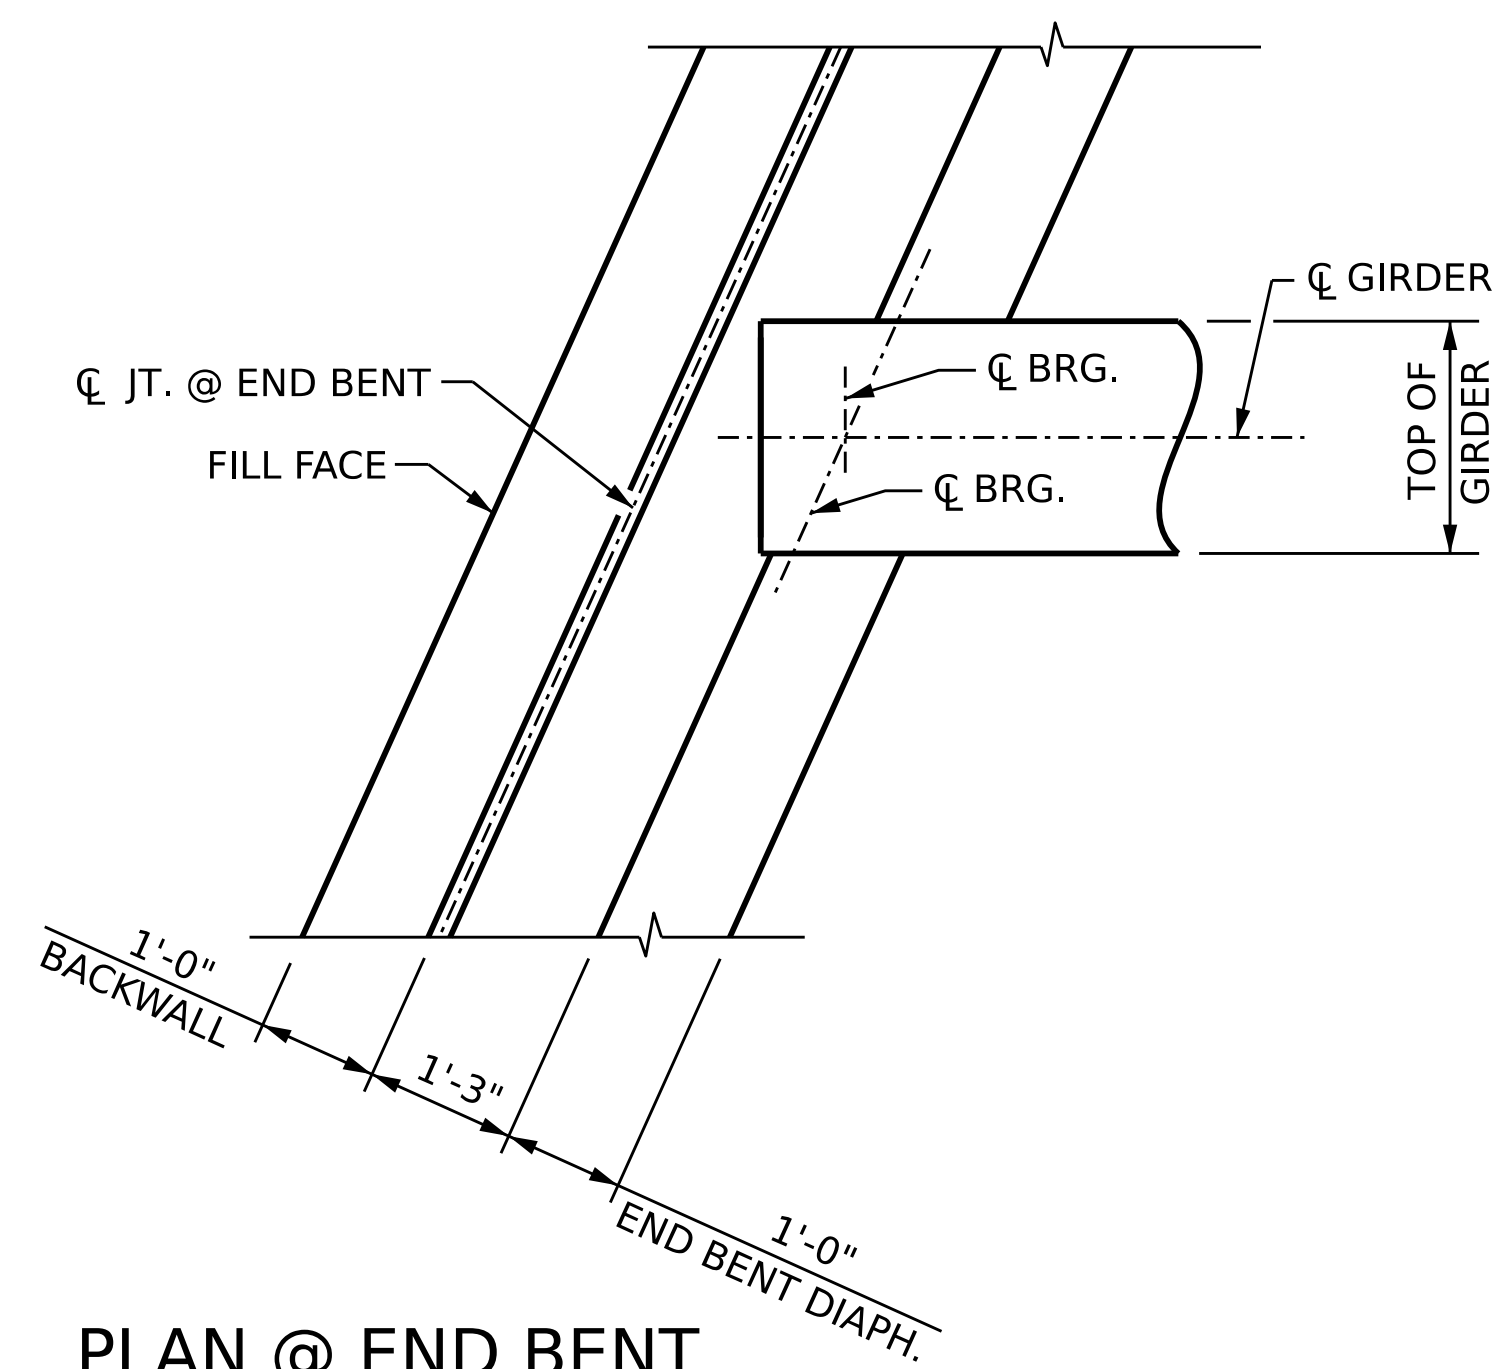 ℄ GIRDER
℄ BRG.
℄ JT. @ END BENT
TOP OF
GIRDER
FILL FACE
℄ BRG.
1'-0"
BACKWALL
1'-3"
1'-0"
END BENT DIAPH.
PLAN @ END BENT